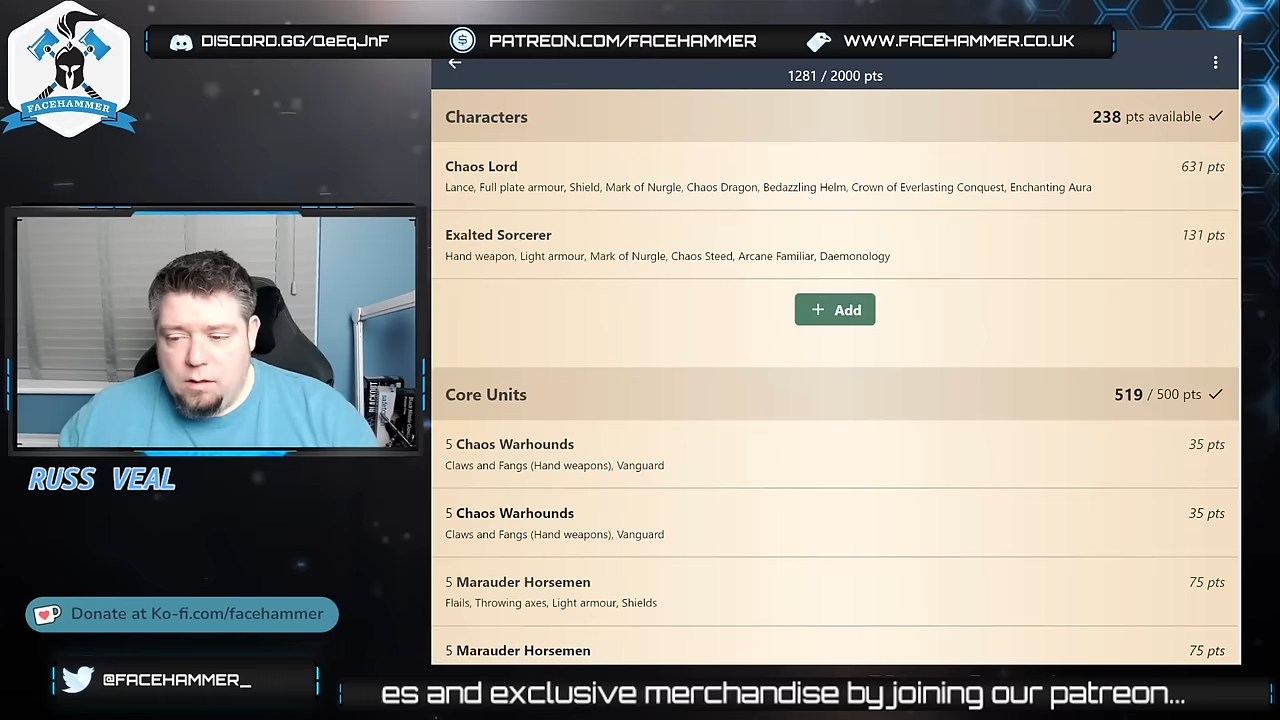 DISCORD.GG/QeEqJnF
PATREON.COM/FACEHAMMER
WWW.FACEHAMMER.CO.UK
FACEHAMMER
1281 / 2000 pts
Characters
238 pts available
Chaos Lord
631 pts
Lance, Full plate armour, Shield, Mark of Nurgle, Chaos Dragon, Bedazzling Helm, Crown of Everlasting Conquest, Enchanting Aura
Exalted Sorcerer
131 pts
Hand weapon, Light armour, Mark of Nurgle, Chaos Steed, Arcane Familiar, Daemonology
+ Add
Core Units
519 / 500 pts
5 Chaos Warhounds
35 pts
Claws and Fangs (Hand weapons), Vanguard
5 Chaos Warhounds
35 pts
Claws and Fangs (Hand weapons), Vanguard
5 Marauder Horsemen
75 pts
Flails, Throwing axes, Light armour, Shields
5 Marauder Horsemen
75 pts
BLACKOUT
RUSS VEAL
Donate at Ko-fi.com/facehammer
@FACEHAMMER_
es and exclusive merchandise by joining our patreon...